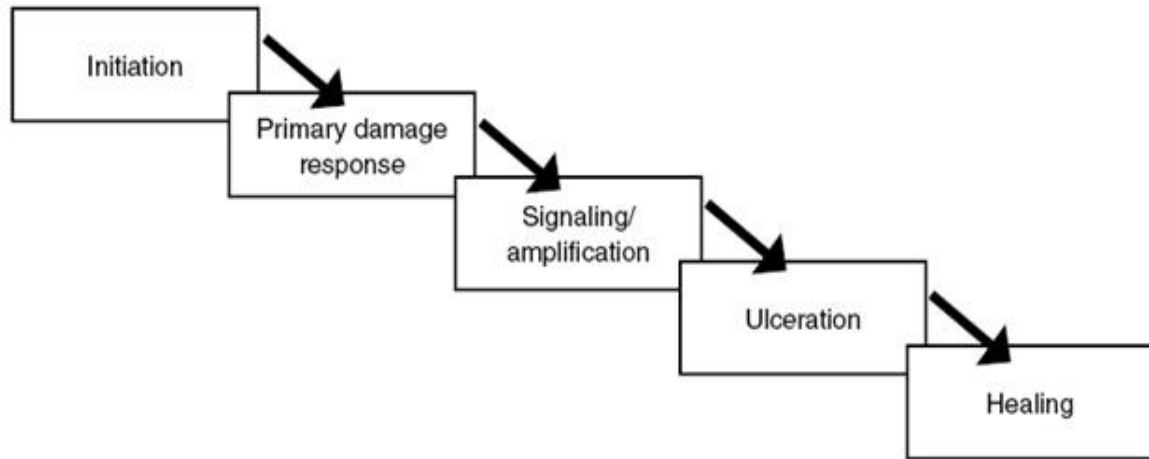 Initiation
Primary damage
response
Signaling/
amplification
Ulceration
Healing